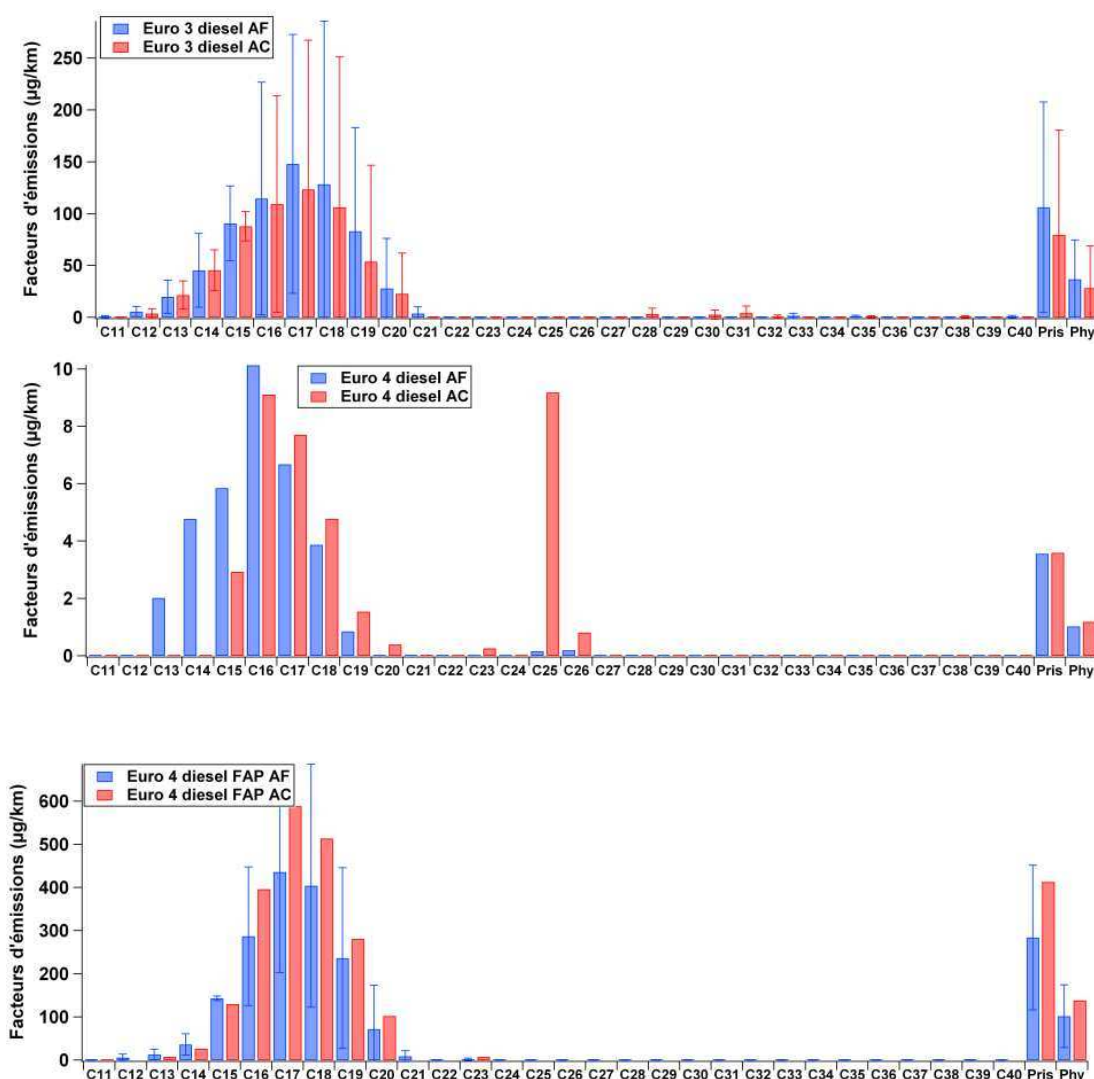 Euro 3 diesel AF
Euro 3 diesel AC
Facteurs d'émissions (µg/km)
250
200
150
100
50
0
C11 C12 C13 C14 C15 C16 C17 C18 C19 C20 C21 C22 C23 C24 C25 C26 C27 C28 C29 C30 C31 C32 C33 C34 C35 C36 C37 C38 C39 C40 Pris Phy
Euro 4 diesel AF
Euro 4 diesel AC
Facteurs d'émissions (µg/km)
10
8
6
4
2
0
C11 C12 C13 C14 C15 C16 C17 C18 C19 C20 C21 C22 C23 C24 C25 C26 C27 C28 C29 C30 C31 C32 C33 C34 C35 C36 C37 C38 C39 C40 Pris Phy
Euro 4 diesel FAP AF
Euro 4 diesel FAP AC
Facteurs d'émissions (µg/km)
600
500
400
300
200
100
0
C11 C12 C13 C14 C15 C16 C17 C18 C19 C20 C21 C22 C23 C24 C25 C26 C27 C28 C29 C30 C31 C32 C33 C34 C35 C36 C37 C38 C39 C40 Pris Phy